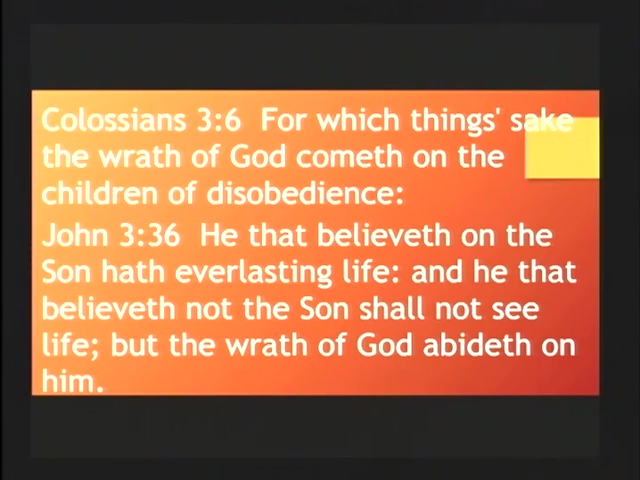 Colossians 3:6  For which things' sake
the wrath of God cometh on the
children of disobedience:
John 3:36  He that believeth on the
Son hath everlasting life: and he that
believeth not the Son shall not see
life; but the wrath of God abideth on
him.